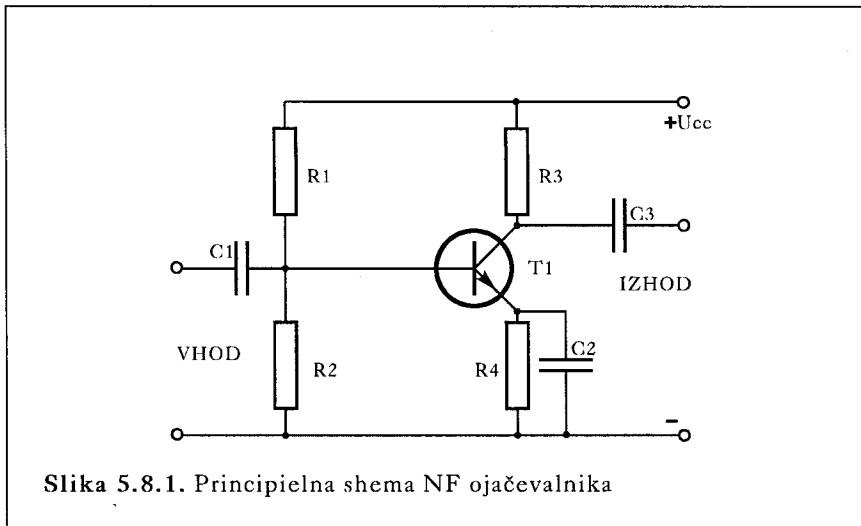 +Ucc
R1
R3
C3
C1
T1
IZHOD
VHOD
R2
R4
C2
-
Slika 5.8.1. Principielna shema NF ojačevalnika